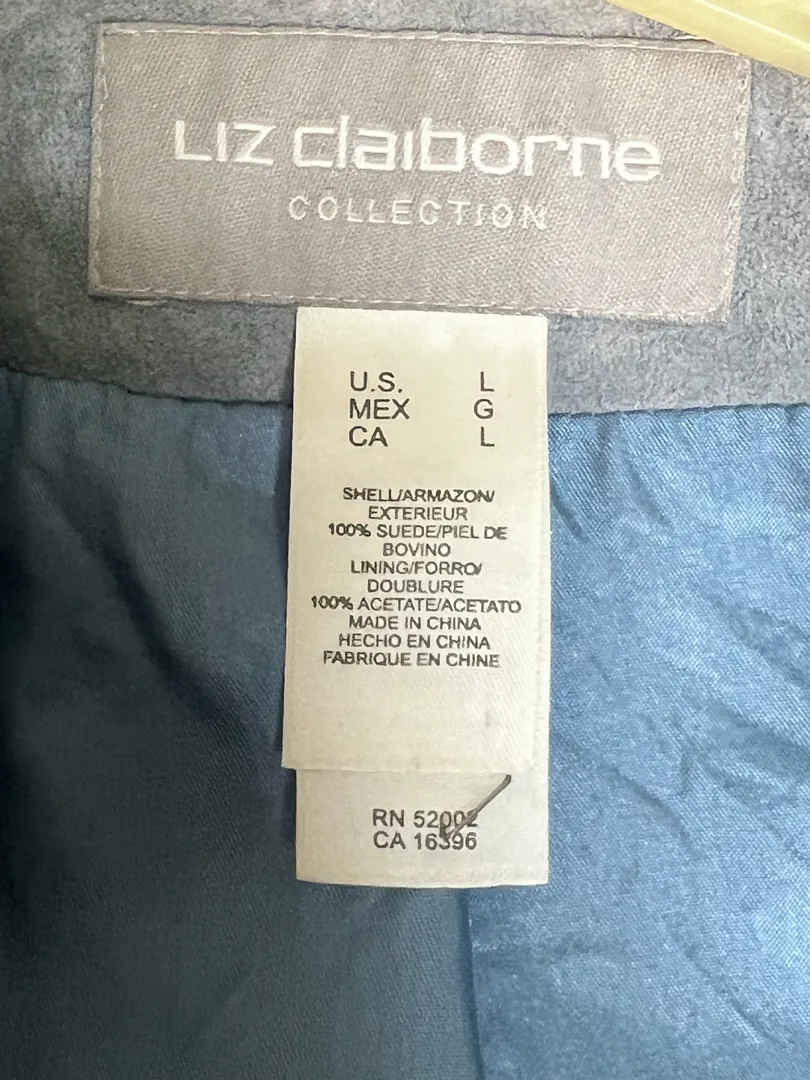 LIZ claiborne
COLLECTION
U.S. L
MEX G
CA L
SHELL/ARMAZON/
EXTERIEUR
100% SUEDE/PIEL DE
BOVINO
LINING/FORRO/
DOUBLURE
100% ACETATE/ACETATO
MADE IN CHINA
HECHO EN CHINA
FABRIQUE EN CHINE
RN 52002
CA 16396